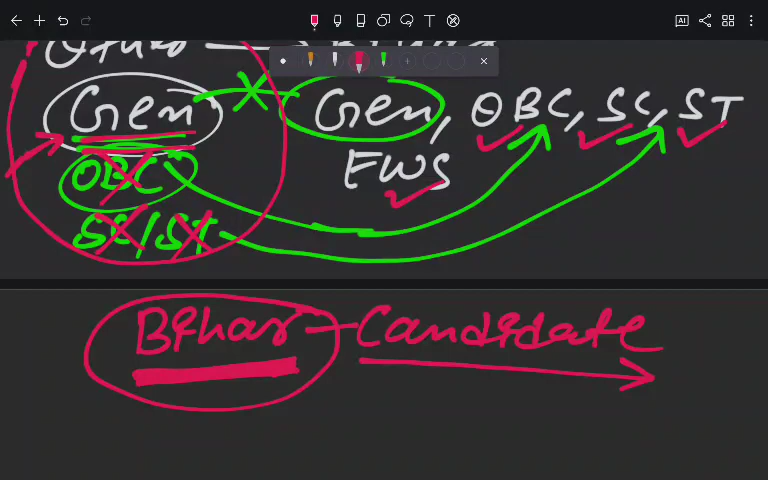 Gen Gen, OBC, SC, ST
OBC EWS
SC/ST
Bihar - Candidate